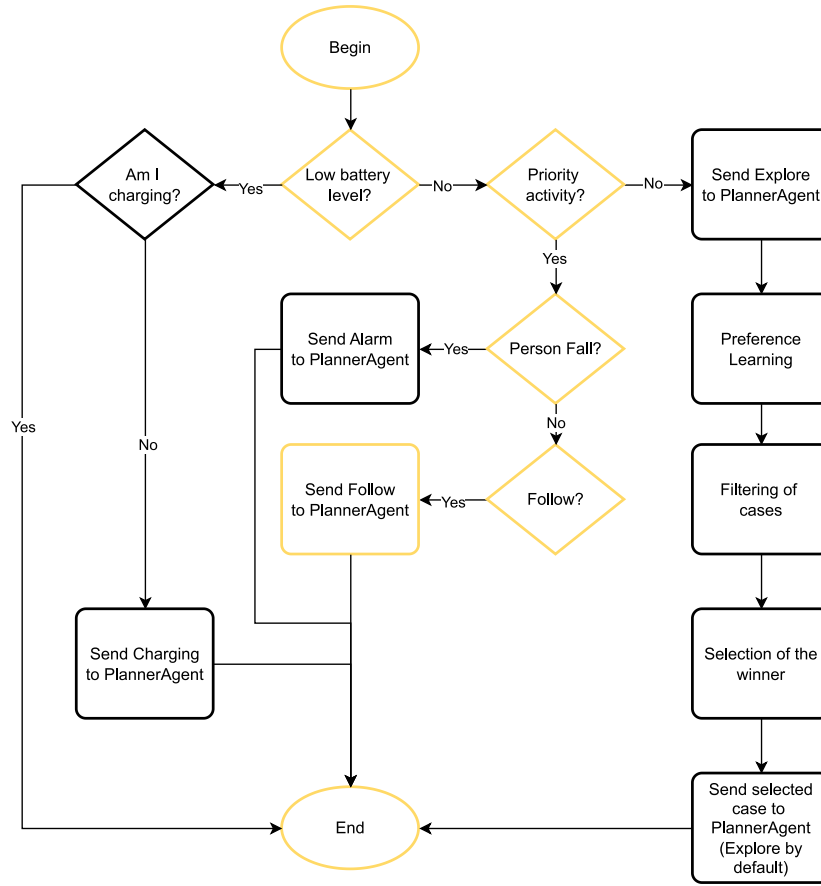 Begin
Am I
charging?
Yes
Low battery
level?
No
Priority
activity?
No
Send Explore
to PlannerAgent
Yes
Send Alarm
to PlannerAgent
Yes
Person Fall?
Preference
Learning
Yes
No
No
Send Follow
to PlannerAgent
Yes
Follow?
Filtering of
cases
Send Charging
to PlannerAgent
Selection of the
winner
Send selected
case to
PlannerAgent
(Explore by
default)
End